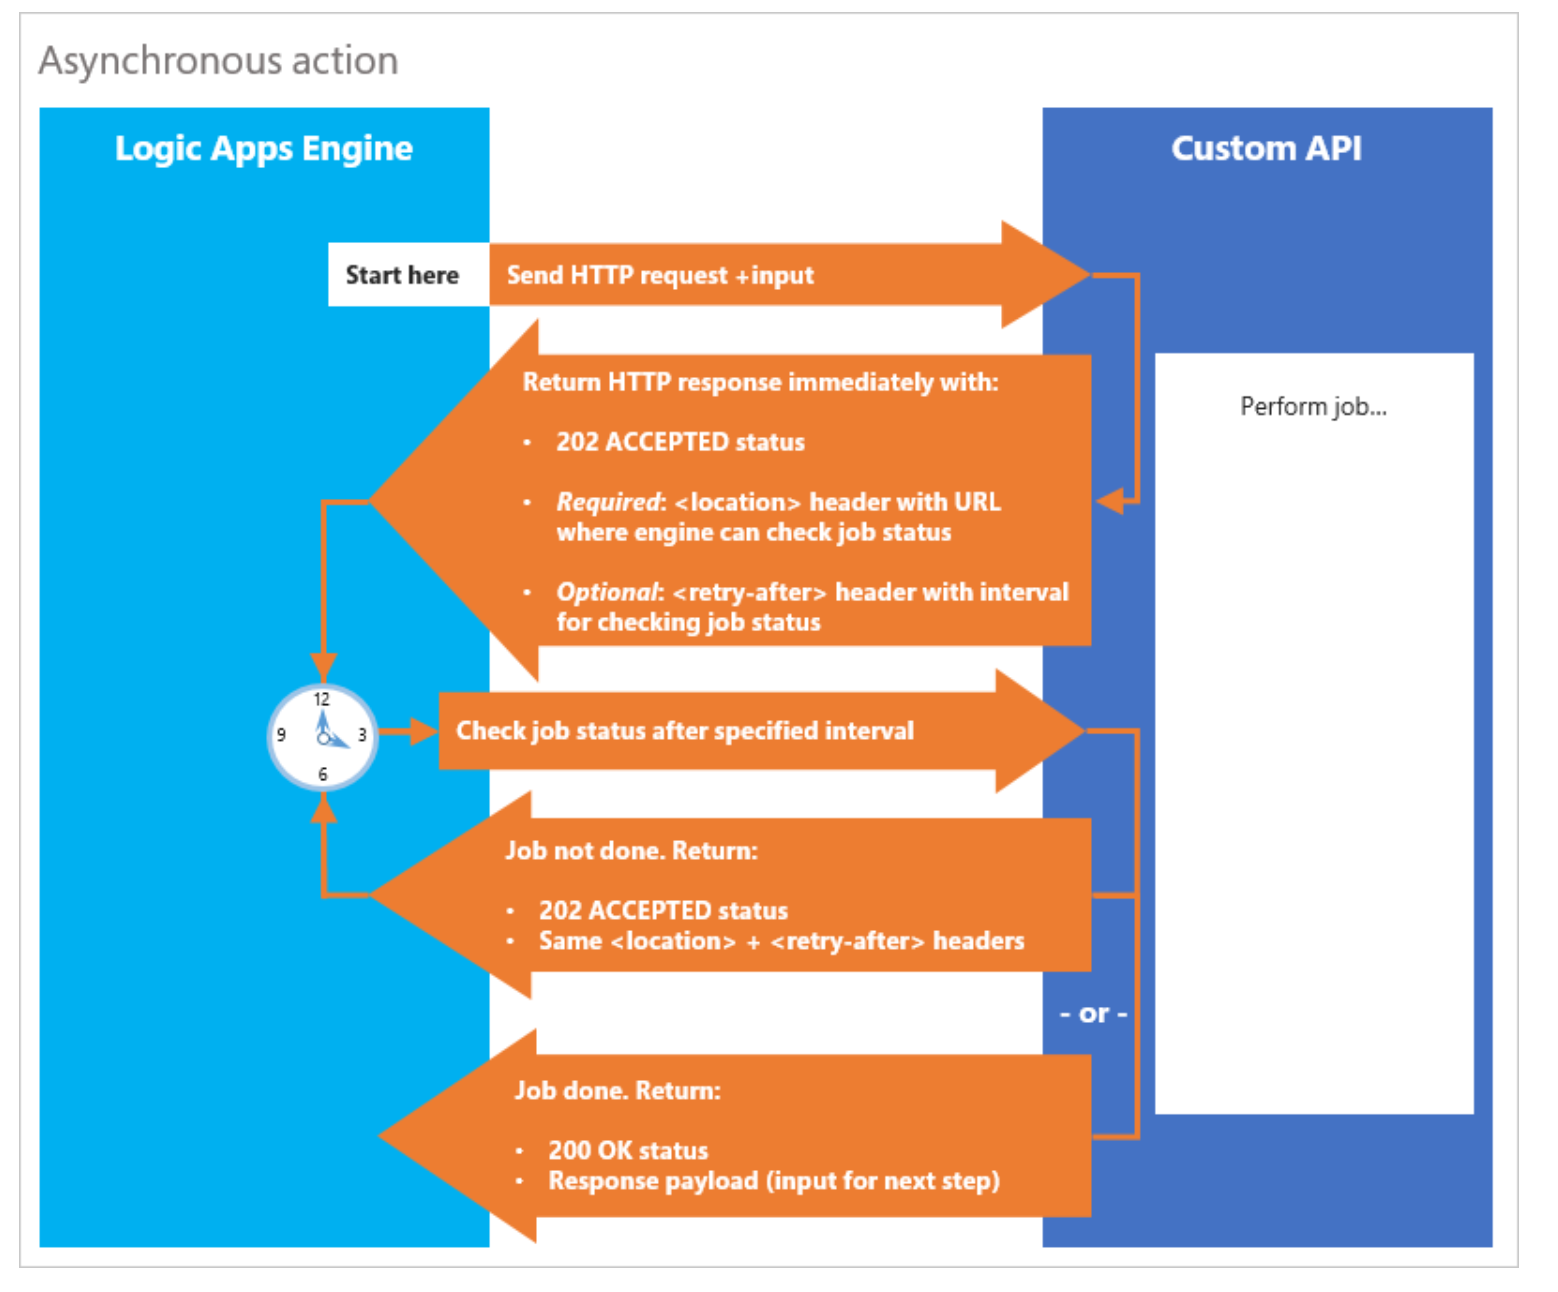 Asynchronous action
Logic Apps Engine
Custom API
Start here
Send HTTP request +input
Return HTTP response immediately with:
• 202 ACCEPTED status
• Required: <location> header with URL
where engine can check job status
• Optional: <retry-after> header with interval
for checking job status
Perform job...
12
9
3
6
Check job status after specified interval
Job not done. Return:
• 202 ACCEPTED status
• Same <location> + <retry-after> headers
- or -
Job done. Return:
• 200 OK status
• Response payload (input for next step)